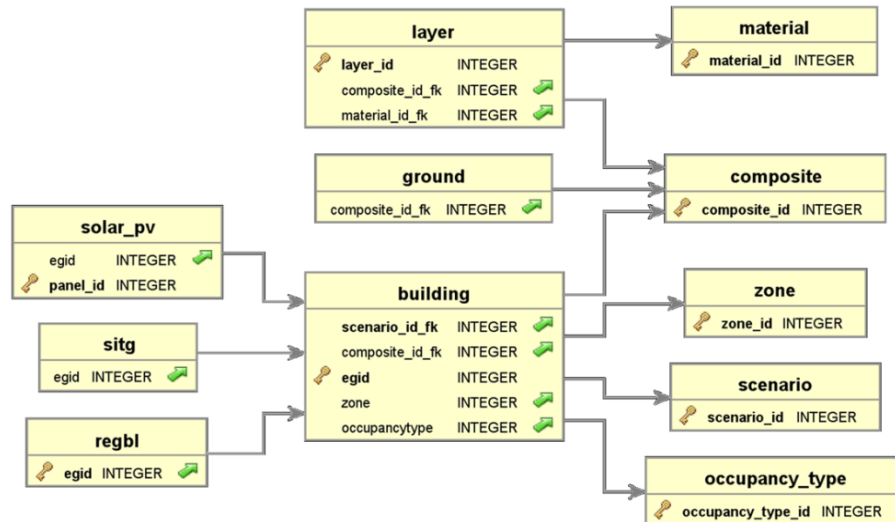 layer
layer_id INTEGER
composite_id_fk INTEGER
material_id_fk INTEGER
material
material_id INTEGER
ground
composite_id_fk INTEGER
composite
composite_id INTEGER
solar_pv
egid INTEGER
panel_id INTEGER
building
scenario_id_fk INTEGER
composite_id_fk INTEGER
egid INTEGER
zone INTEGER
occupancytype INTEGER
zone
zone_id INTEGER
sitg
egid INTEGER
scenario
scenario_id INTEGER
regbl
egid INTEGER
occupancy_type
occupancy_type_id INTEGER